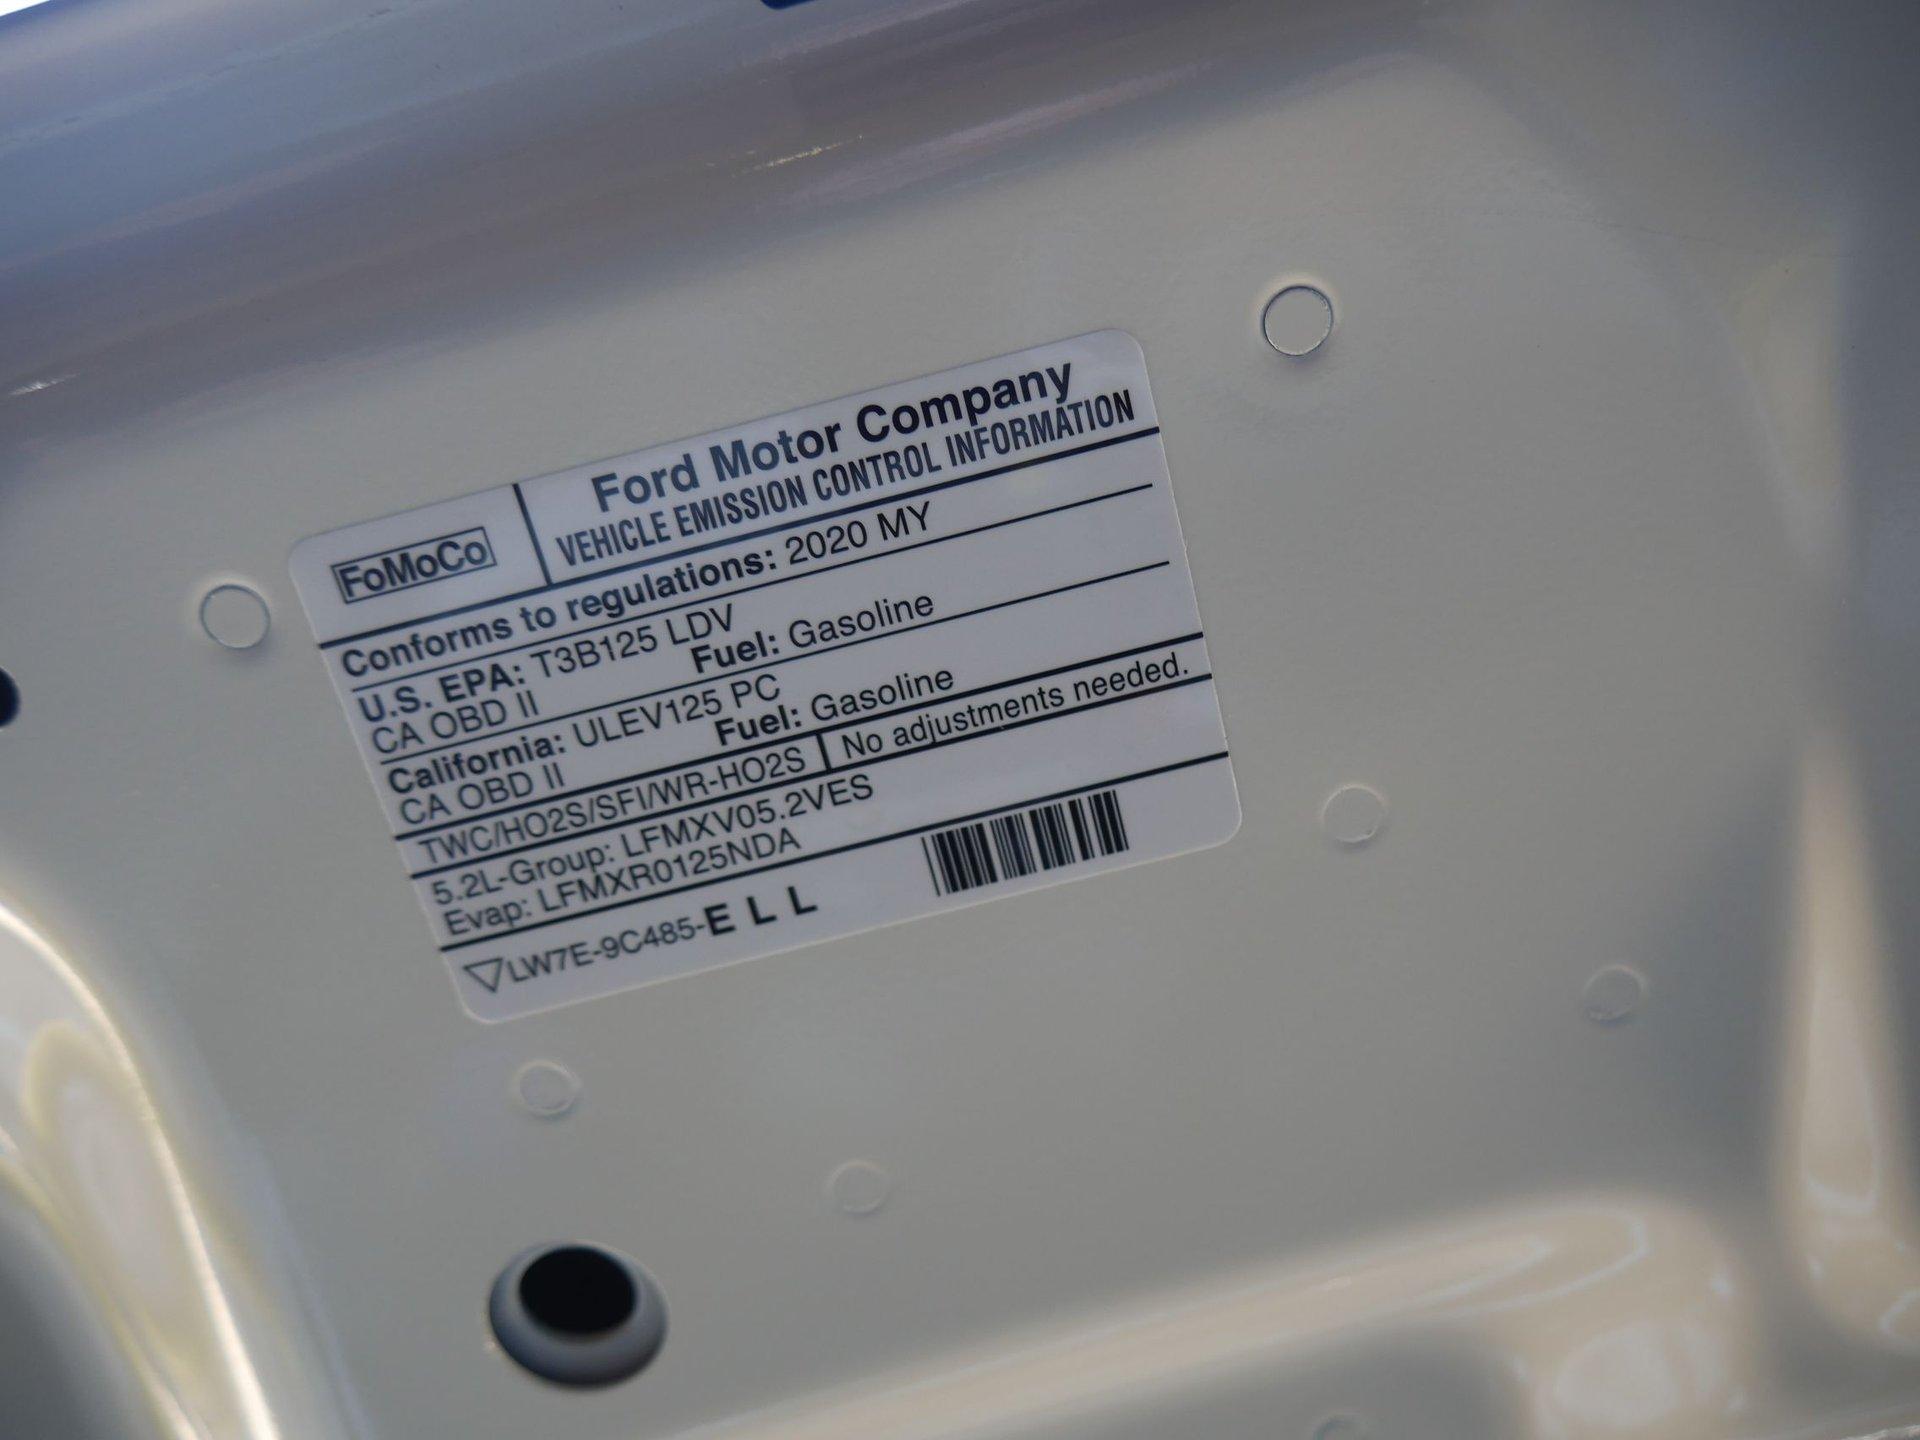 FoMoCo
Ford Motor Company
VEHICLE EMISSION CONTROL INFORMATION
Conforms to regulations: 2020 MY
U.S. EPA: T3B125 LDV
CA OBD II Fuel: Gasoline
California: ULEV125 PC
CA OBD II Fuel: Gasoline
TWC/HO2S/SFI/WR-HO2S No adjustments needed.
5.2L-Group: LFMXV05.2VES
Evap: LFMXR0125NDA
LW7E-9C485-E L L